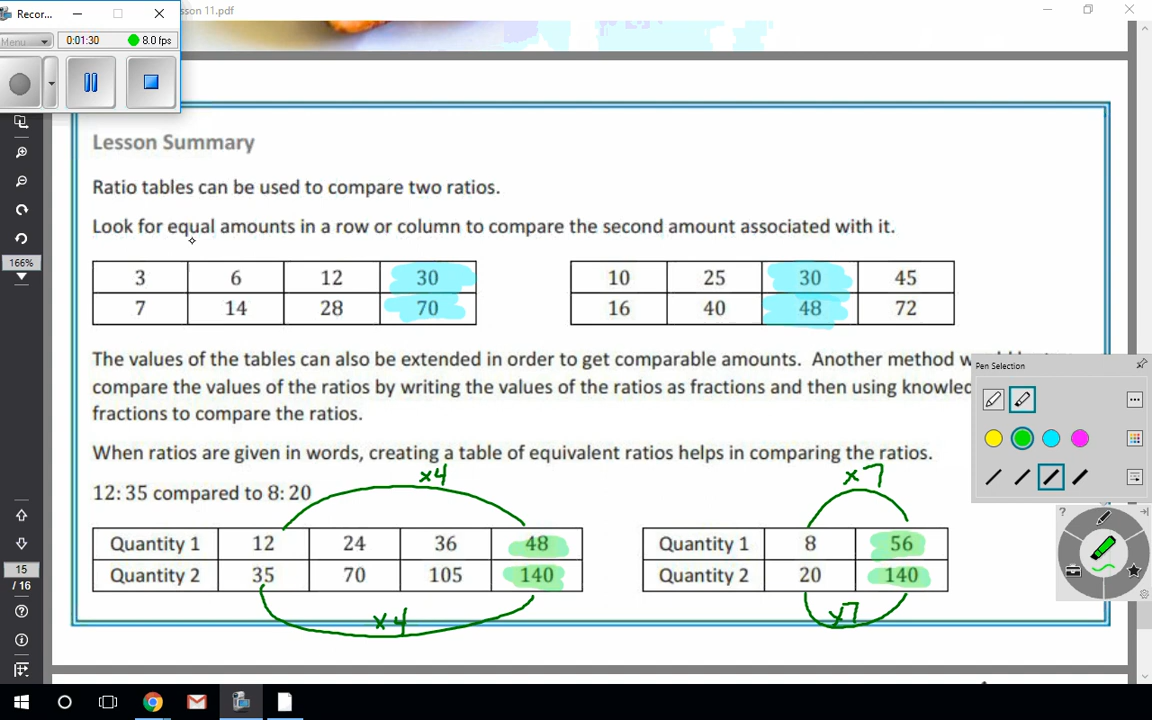 Recor...
sson 11.pdf
Menu
0:01:30
8.0 fps
Lesson Summary
Ratio tables can be used to compare two ratios.
Look for equal amounts in a row or column to compare the second amount associated with it.
166%
3 6 12 30
7 14 28 70
10 25 30 45
16 40 48 72
The values of the tables can also be extended in order to get comparable amounts. Another method
compare the values of the ratios by writing the values of the ratios as fractions and then using
fractions to compare the ratios.
Pen Selection
When ratios are given in words, creating a table of equivalent ratios helps in comparing the ratios.
x4
x7
12:35 compared to 8:20
Quantity 1 12 24 36 48
Quantity 2 35 70 105 140
Quantity 1 8 56
Quantity 2 20 140
x4
x7
15
/ 16